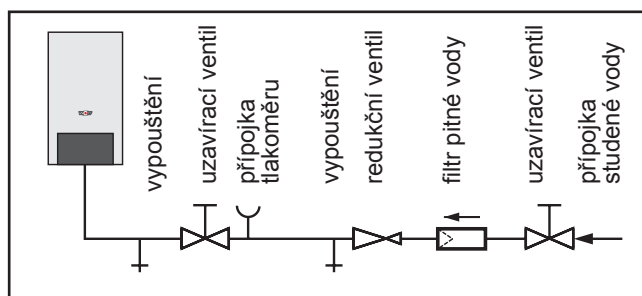 vypouštění
uzavírací ventil
přípojka
tlakoměru
vypouštění
redukční ventil
filtr pitné vody
uzavírací ventil
přípojka
studené vody